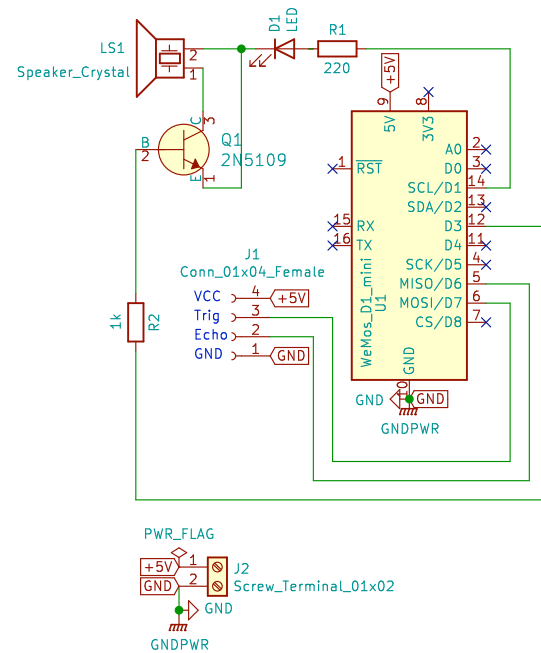 D1
LED
LS1
Speaker_Crystal
2
1
R1
220
+5V
9
8
5V
3V3
C
3
B
2
Q1
2N5109
E
1
1
RST
A0
2
D0
3
SCL/D1
14
SDA/D2
13
15
RX
D3
12
16
TX
D4
11
SCK/D5
4
MISO/D6
5
MOSI/D7
6
CS/D8
7
WeMos_D1_mini
U1
GND
10
J1
Conn_01x04_Female
VCC
4
+5V
Trig
3
Echo
2
GND
1
GND
1k
R2
GND
GND
GNDPWR
PWR_FLAG
+5V
1
J2
GND
2
Screw_Terminal_01x02
GND
GNDPWR